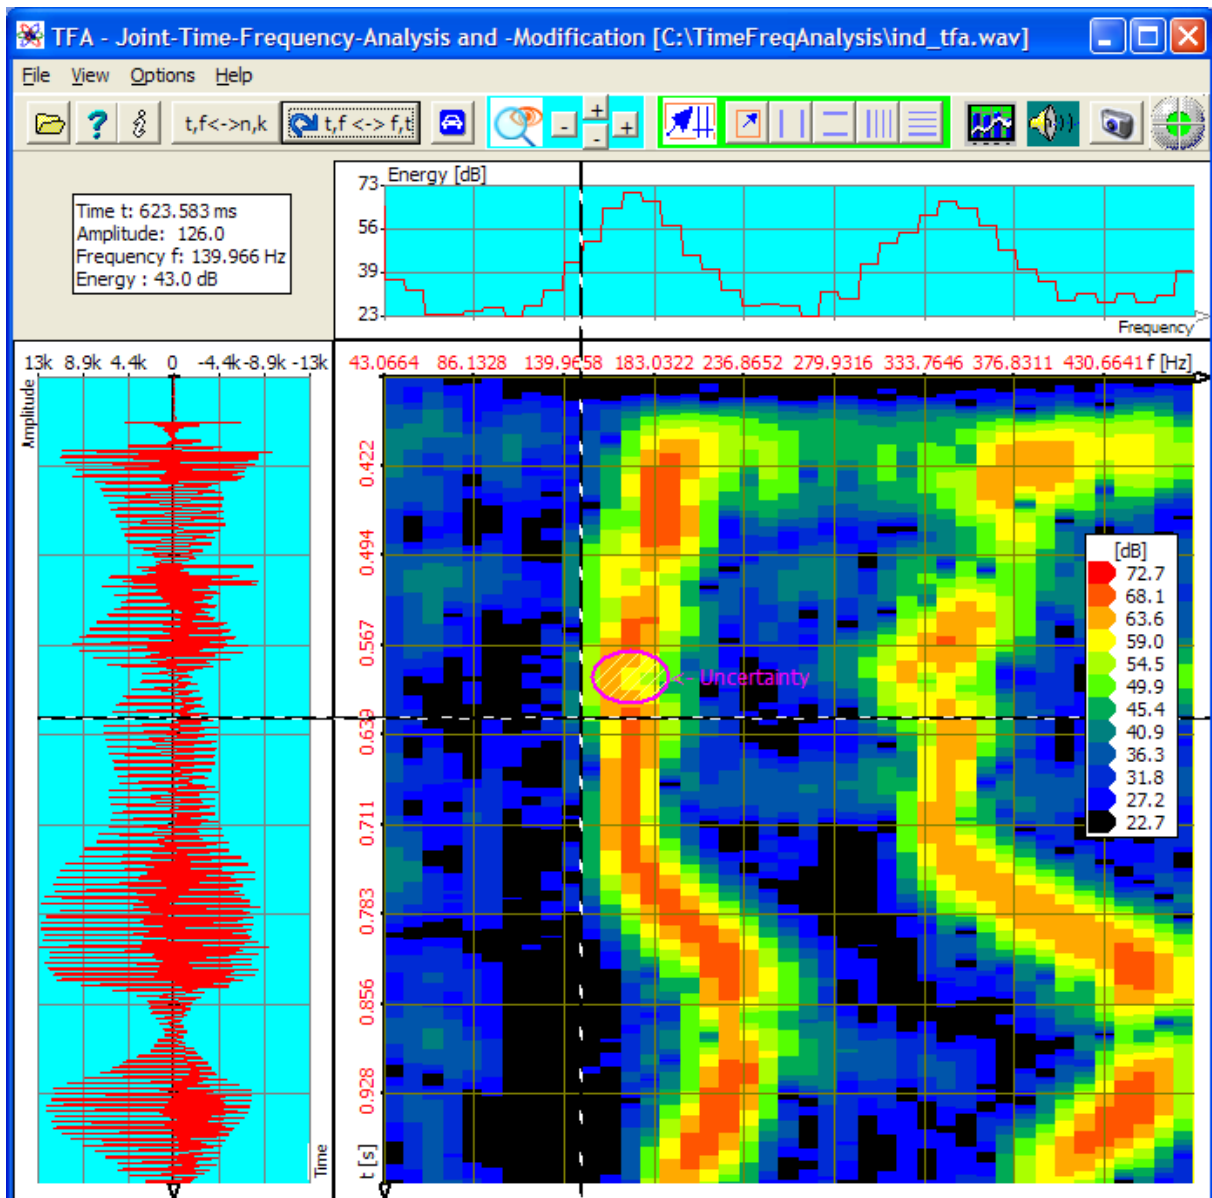 TFA - Joint-Time-Frequency-Analysis and -Modification [C:\TimeFreqAnalysis\ind_tfa.wav]
File View Options Help
? i t,f<->n,k t,f <-> f,t - + - +
Time t: 623.583 ms
Amplitude: 126.0
Frequency f: 139.966 Hz
Energy : 43.0 dB
Energy [dB]
73
56
39
23
Frequency
13k 8.9k 4.4k 0 -4.4k -8.9k -13k
Amplitude
Time
43.0664 86.1328 139.9658 183.0322 236.8652 279.9316 333.7646 376.8311 430.6641 f [Hz]
0.422
0.494
0.567
<- Uncertainty
0.639
0.711
0.783
0.856
0.928
t [s]
[dB]
72.7
68.1
63.6
59.0
54.5
49.9
45.4
40.9
36.3
31.8
27.2
22.7